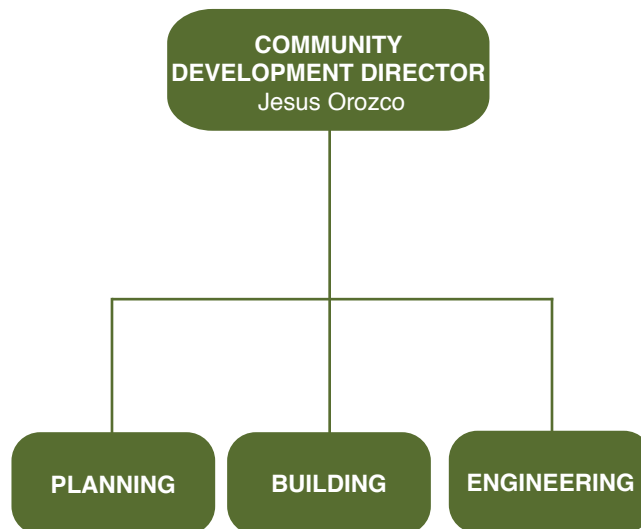 COMMUNITY
DEVELOPMENT DIRECTOR
Jesus Orozco
PLANNING
BUILDING
ENGINEERING